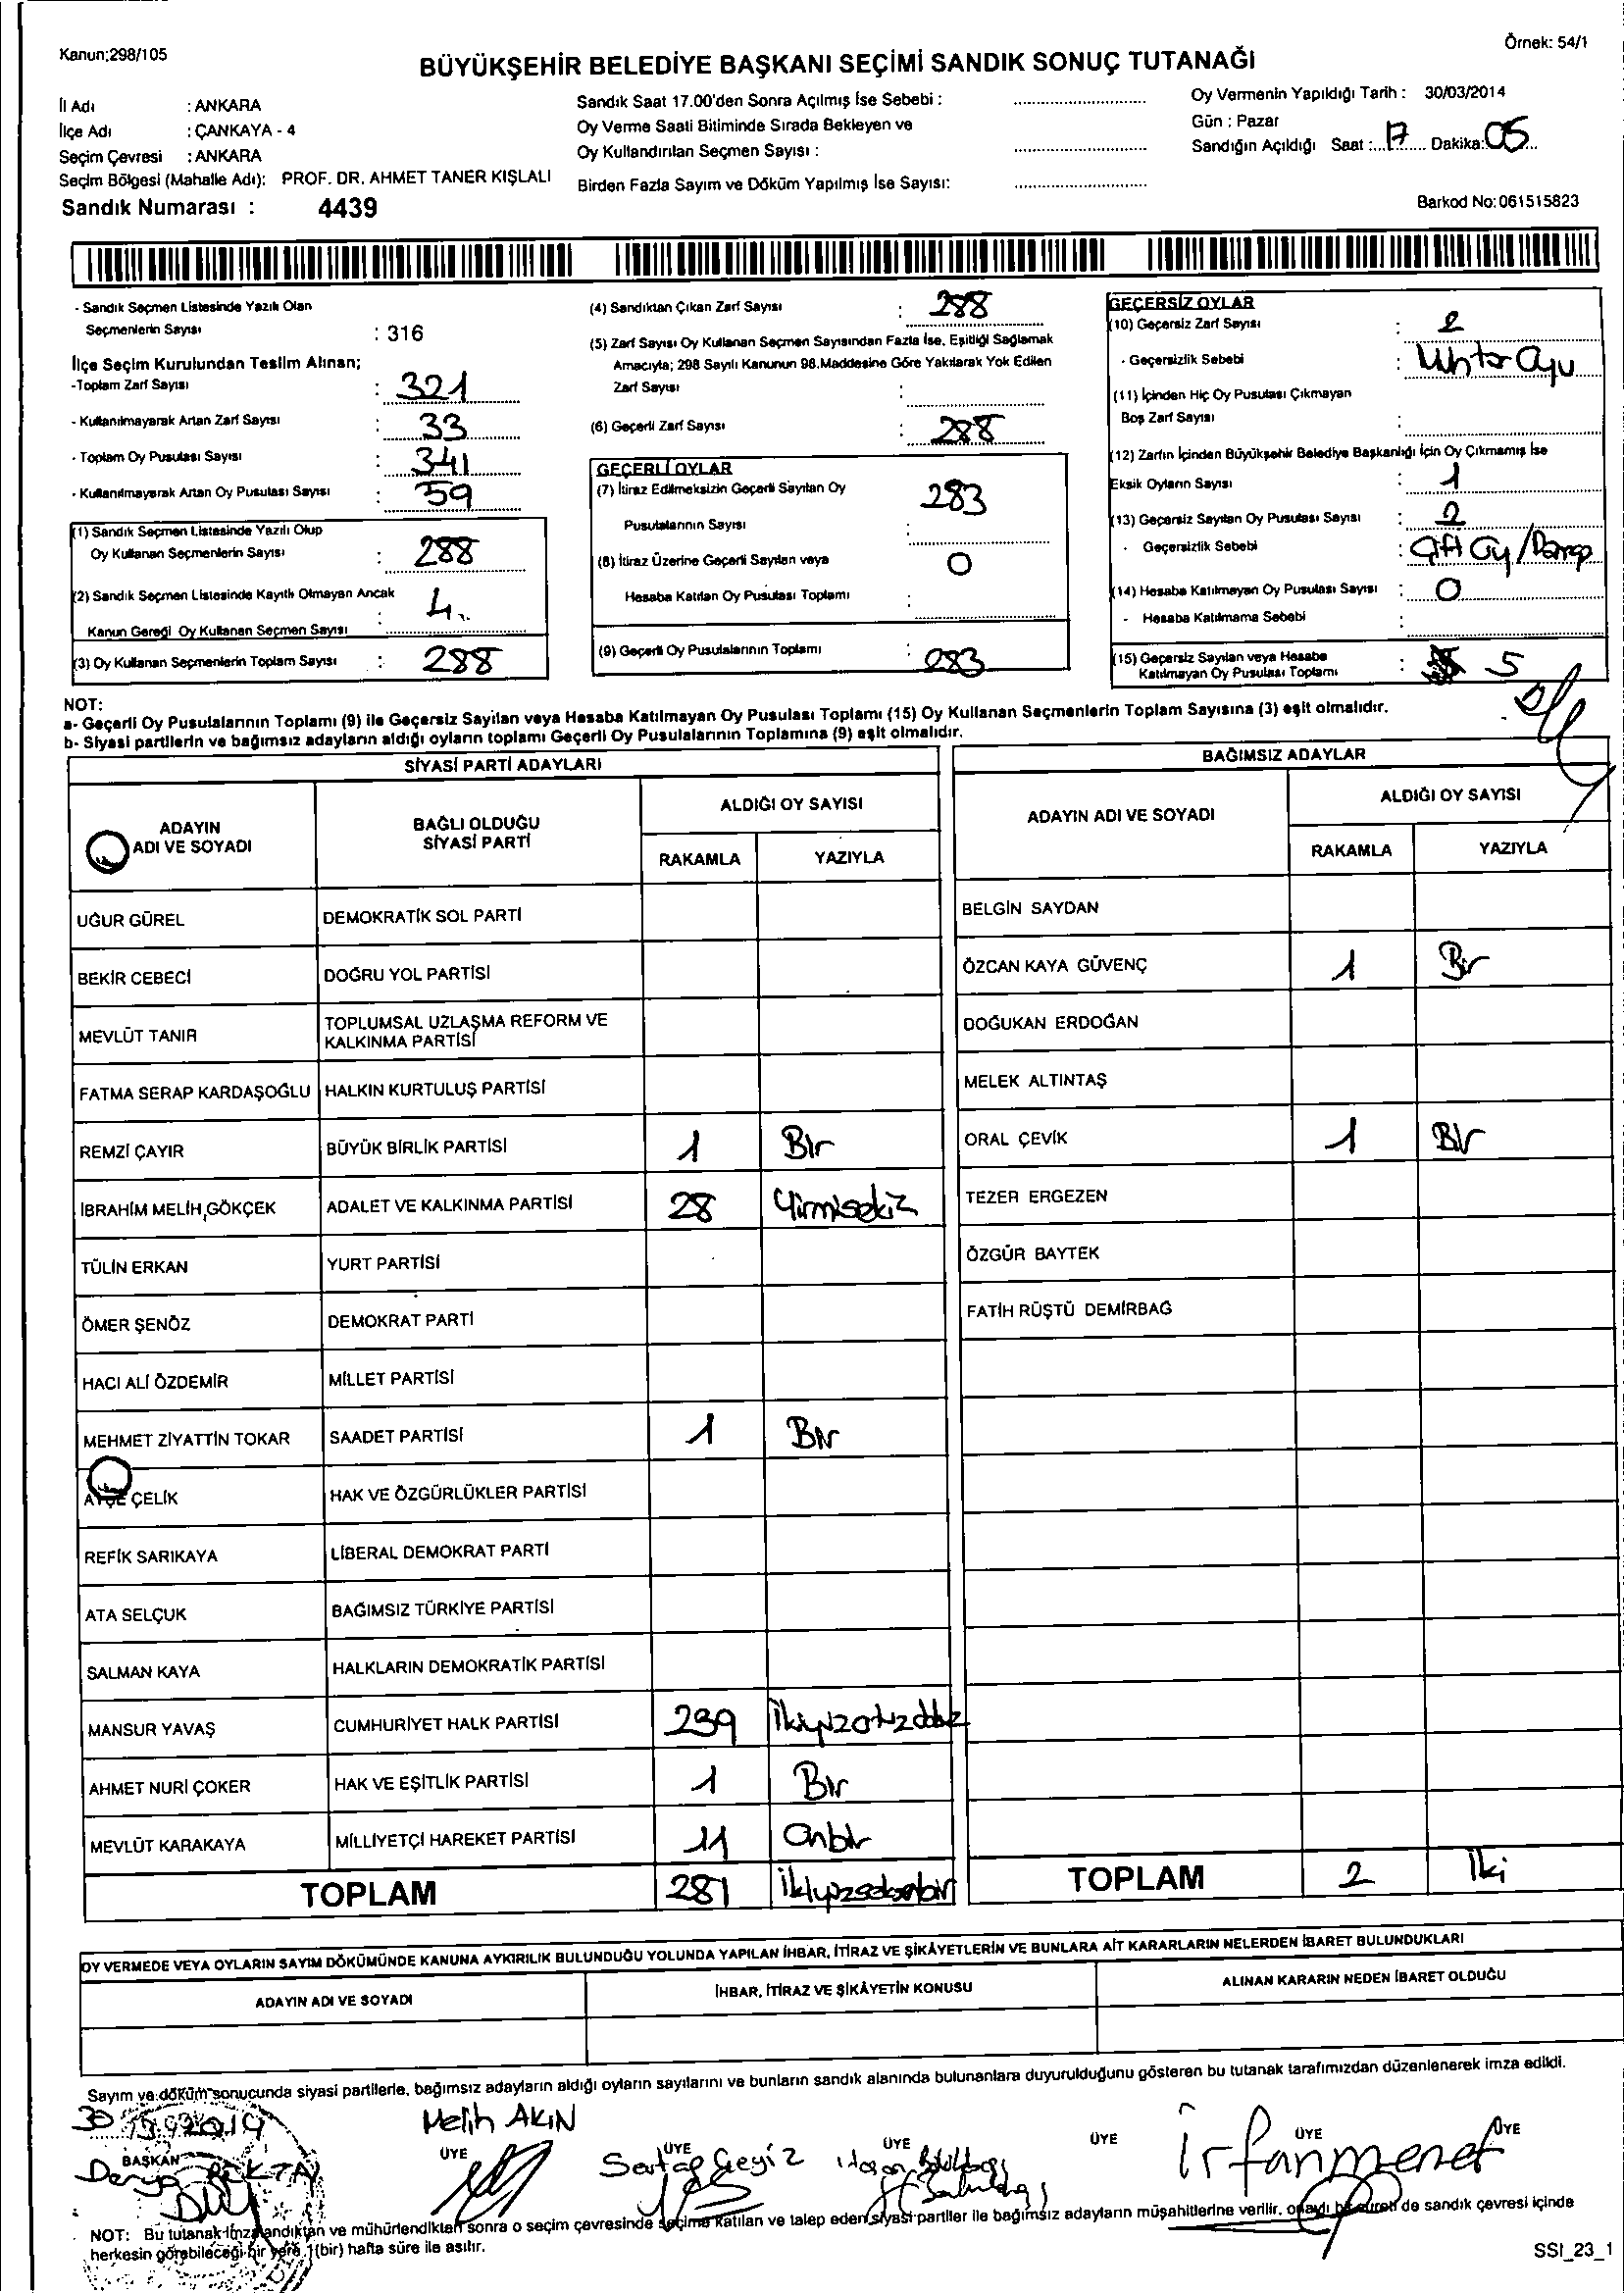 Kanun:298/105
Örnek: 54/1
BÜYÜKŞEHİR BELEDİYE BAŞKANI SEÇİMİ SANDIK SONUÇ TUTANAĞI
İl Adı : ANKARA
İlçe Adı : ÇANKAYA - 4
Seçim Çevresi : ANKARA
Seçim Bölgesi (Mahalle Adı): PROF. DR. AHMET TANER KIŞLALI
Sandık Numarası : 4439
Sandık Saat 17.00'den Sonra Açılmış İse Sebebi :
Oy Verme Saati Bitiminde Sırada Bekleyen ve
Oy Kullandırılan Seçmen Sayısı :
Birden Fazla Sayım ve Döküm Yapılmış İse Sayısı:
Oy Vermenin Yapıldığı Tarih : 30/03/2014
Gün : Pazar
Sandığın Açıldığı Saat : 17 Dakika: 05
Barkod No: 061515823
- Sandık Seçmen Listesinde Yazılı Olan
Seçmenlerin Sayısı : 316
İlçe Seçim Kurulundan Teslim Alınan;
-Toplam Zarf Sayısı : 321
- Kullanılmayarak Artan Zarf Sayısı : 33
- Toplam Oy Pusulası Sayısı : 341
- Kullanılmayarak Artan Oy Pusulası Sayısı : 59
(1) Sandık Seçmen Listesinde Yazılı Olup
Oy Kullanan Seçmenlerin Sayısı : 288
(2) Sandık Seçmen Listesinde Kayıtlı Olmayan Ancak
Kanun Gereği Oy Kullanan Seçmen Sayısı : 4
(3) Oy Kullanan Seçmenlerin Toplam Sayısı : 288
(4) Sandıktan Çıkan Zarf Sayısı : 288
(5) Zarf Sayısı Oy Kullanan Seçmen Sayısından Fazla İse, Eşitliği Sağlamak
Amacıyla; 298 Sayılı Kanunun 98.Maddesine Göre Yakılarak Yok Edilen
Zarf Sayısı :
(6) Geçerli Zarf Sayısı : 288
GEÇERLİ OYLAR
(7) İtiraz Edilmeksizin Geçerli Sayılan Oy
Pusulalarının Sayısı : 283
(8) İtiraz Üzerine Geçerli Sayılan veya
Hesaba Katılan Oy Pusulası Toplamı : 0
(9) Geçerli Oy Pusulalarının Toplamı : 283
GEÇERSİZ OYLAR
(10) Geçersiz Zarf Sayısı : 2
- Geçersizlik Sebebi :
(11) İçinden Hiç Oy Pusulası Çıkmayan
Boş Zarf Sayısı :
(12) Zarfın İçinden Büyükşehir Belediye Başkanlığı İçin Oy Çıkmamış İse
Eksik Oyların Sayısı : 1
(13) Geçersiz Sayılan Oy Pusulası Sayısı : 2
- Geçersizlik Sebebi : Çift Oy /
(14) Hesaba Katılmayan Oy Pusulası Sayısı : 0
- Hesaba Katılmama Sebebi :
(15) Geçersiz Sayılan veya Hesaba
Katılmayan Oy Pusulası Toplamı : 5
NOT:
a- Geçerli Oy Pusulalarının Toplamı (9) ile Geçersiz Sayılan veya Hesaba Katılmayan Oy Pusulası Toplamı (15) Oy Kullanan Seçmenlerin Toplam Sayısına (3) eşit olmalıdır.
b- Siyasi partilerin ve bağımsız adayların aldığı oyların toplamı Geçerli Oy Pusulalarının Toplamına (9) eşit olmalıdır.
SİYASİ PARTİ ADAYLARI
ADAYIN ADI VE SOYADI
BAĞLI OLDUĞU SİYASİ PARTİ
ALDIĞI OY SAYISI
RAKAMLA YAZIYLA
UĞUR GÜREL DEMOKRATİK SOL PARTİ
BEKİR CEBECİ DOĞRU YOL PARTİSİ
MEVLÜT TANIR TOPLUMSAL UZLAŞMA REFORM VE KALKINMA PARTİSİ
FATMA SERAP KARDAŞOĞLU HALKIN KURTULUŞ PARTİSİ
REMZİ ÇAYIR BÜYÜK BİRLİK PARTİSİ 1 Bir
İBRAHİM MELİH GÖKÇEK ADALET VE KALKINMA PARTİSİ 28 Yirmisekiz
TÜLİN ERKAN YURT PARTİSİ
ÖMER ŞENÖZ DEMOKRAT PARTİ
HACI ALİ ÖZDEMİR MİLLET PARTİSİ
MEHMET ZİYATTİN TOKAR SAADET PARTİSİ 1 Bir
AYŞE ÇELİK HAK VE ÖZGÜRLÜKLER PARTİSİ
REFİK SARIKAYA LİBERAL DEMOKRAT PARTİ
ATA SELÇUK BAĞIMSIZ TÜRKİYE PARTİSİ
SALMAN KAYA HALKLARIN DEMOKRATİK PARTİSİ
MANSUR YAVAŞ CUMHURİYET HALK PARTİSİ 239 İkiyüzotuzdokuz
AHMET NURİ ÇOKER HAK VE EŞİTLİK PARTİSİ 1 Bir
MEVLÜT KARAKAYA MİLLİYETÇİ HAREKET PARTİSİ 11 Onbir
TOPLAM 281 İkiyüzseksenbir
BAĞIMSIZ ADAYLAR
ADAYIN ADI VE SOYADI
ALDIĞI OY SAYISI
RAKAMLA YAZIYLA
BELGİN SAYDAN
ÖZCAN KAYA GÜVENÇ 1 Bir
DOĞUKAN ERDOĞAN
MELEK ALTINTAŞ
ORAL ÇEVİK 1 Bir
TEZER ERGEZEN
ÖZGÜR BAYTEK
FATİH RÜŞTÜ DEMİRBAĞ
TOPLAM 2 İki
OY VERMEDE VEYA OYLARIN SAYIM DÖKÜMÜNDE KANUNA AYKIRILIK BULUNDUĞU YOLUNDA YAPILAN İHBAR, İTİRAZ VE ŞİKÂYETLERİN VE BUNLARA AİT KARARLARIN NELERDEN İBARET BULUNDUKLARI
ADAYIN ADI VE SOYADI
İHBAR, İTİRAZ VE ŞİKÂYETİN KONUSU
ALINAN KARARIN NEDEN İBARET OLDUĞU
Sayım ve döküm sonucunda siyasi partilerle, bağımsız adayların aldığı oyların sayılarını ve bunların sandık alanında bulunanlara duyurulduğunu gösteren bu tutanak tarafımızdan düzenlenerek imza edildi.
30 2014
Melih AKIN
BAŞKAN ÜYE ÜYE ÜYE ÜYE ÜYE ÜYE
Derya
NOT: Bu tutanak imzalandıktan ve mühürlendikten sonra o seçim çevresinde seçime katılan ve talep eden siyasi partiler ile bağımsız adayların müşahitlerine verilir, onaylı bir sureti de sandık çevresi içinde
herkesin görebileceği bir yere 1 (bir) hafta süre ile asılır.
SSI_23_1